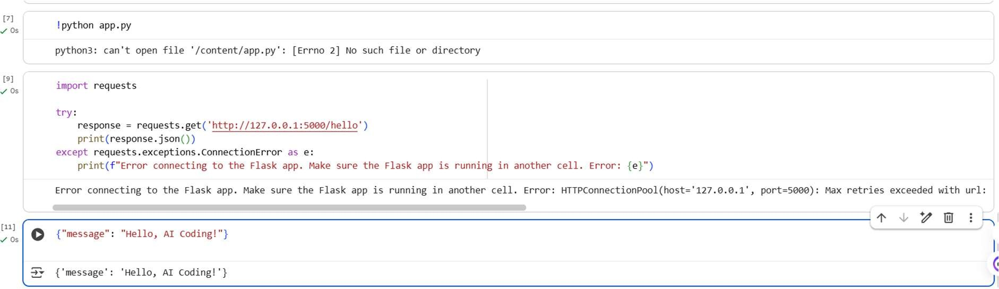 [7]
0s
!python app.py
python3: can't open file '/content/app.py': [Errno 2] No such file or directory
[9]
0s
import requests
try:
    response = requests.get('http://127.0.0.1:5000/hello')
    print(response.json())
except requests.exceptions.ConnectionError as e:
    print(f"Error connecting to the Flask app. Make sure the Flask app is running in another cell. Error: {e}")
Error connecting to the Flask app. Make sure the Flask app is running in another cell. Error: HTTPConnectionPool(host='127.0.0.1', port=5000): Max retries exceeded with url:
[11]
0s
{"message": "Hello, AI Coding!"}
{'message': 'Hello, AI Coding!'}